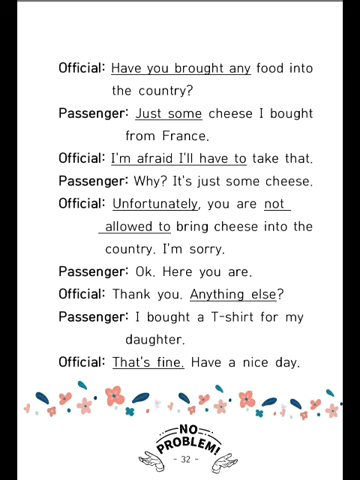 Official: Have you brought any food into
the country?
Passenger: Just some cheese I bought
from France.
Official: I'm afraid I'll have to take that.
Passenger: Why? It's just some cheese.
Official: Unfortunately, you are not
allowed to bring cheese into the
country. I'm sorry.
Passenger: Ok. Here you are.
Official: Thank you. Anything else?
Passenger: I bought a T-shirt for my
daughter.
Official: That's fine. Have a nice day.
NO
PROBLEM!
- 32 -